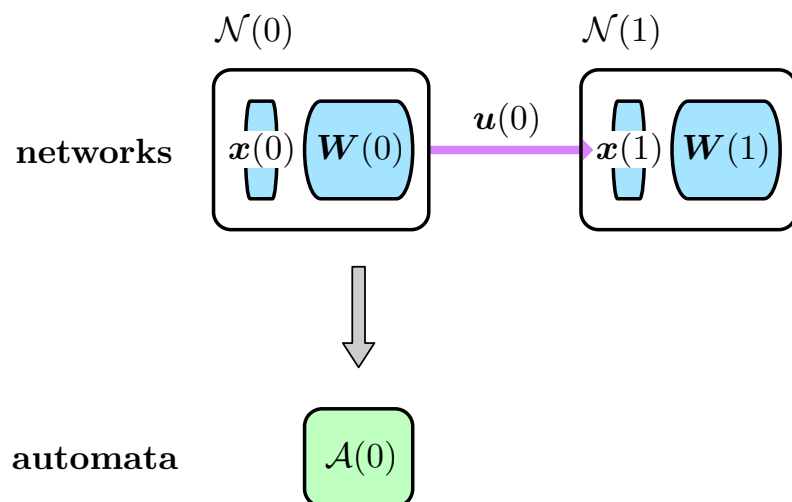 𝒩(0) 𝒩(1)
networks x(0) W(0) u(0) x(1) W(1)
automata 𝒜(0)